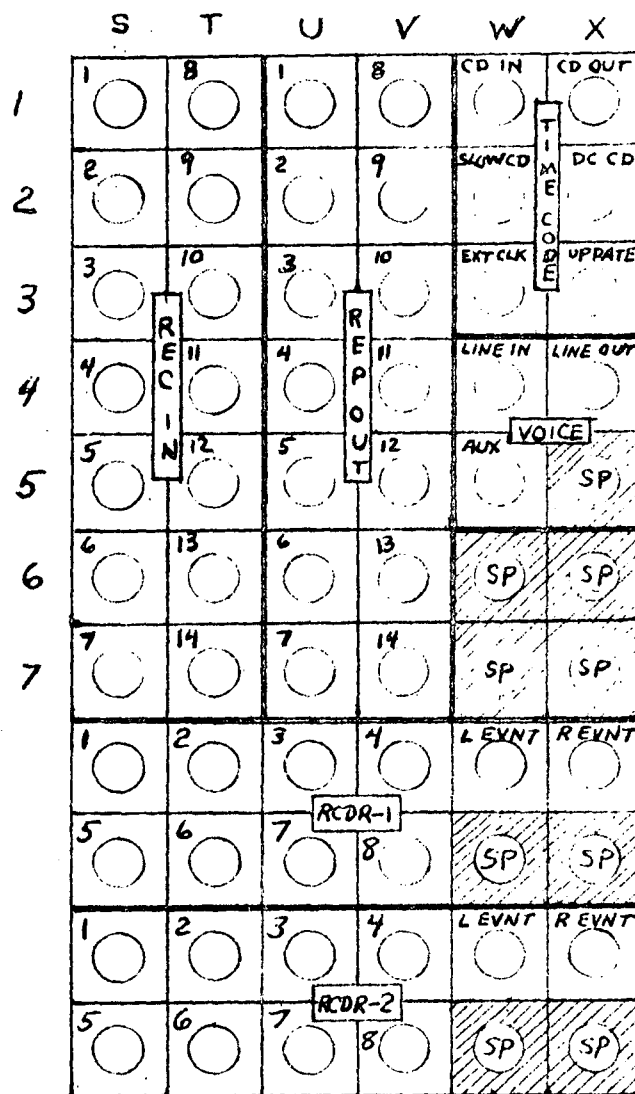 S T U V W X
1 1 8 1 8 CD IN CD OUT
2 2 9 2 9 SLOW CD DC CD
TIME CODE
3 3 10 3 10 EXT CLK UPDATE
REC IN
REP OUT
4 4 11 4 11 LINE IN LINE OUT
VOICE
5 5 12 5 12 AUX SP
6 6 13 6 13 SP SP
7 7 14 7 14 SP SP
1 2 3 4 L EVNT R EVNT
RCDR-1
5 6 7 8 SP SP
1 2 3 4 L EVNT R EVNT
RCDR-2
5 6 7 8 SP SP